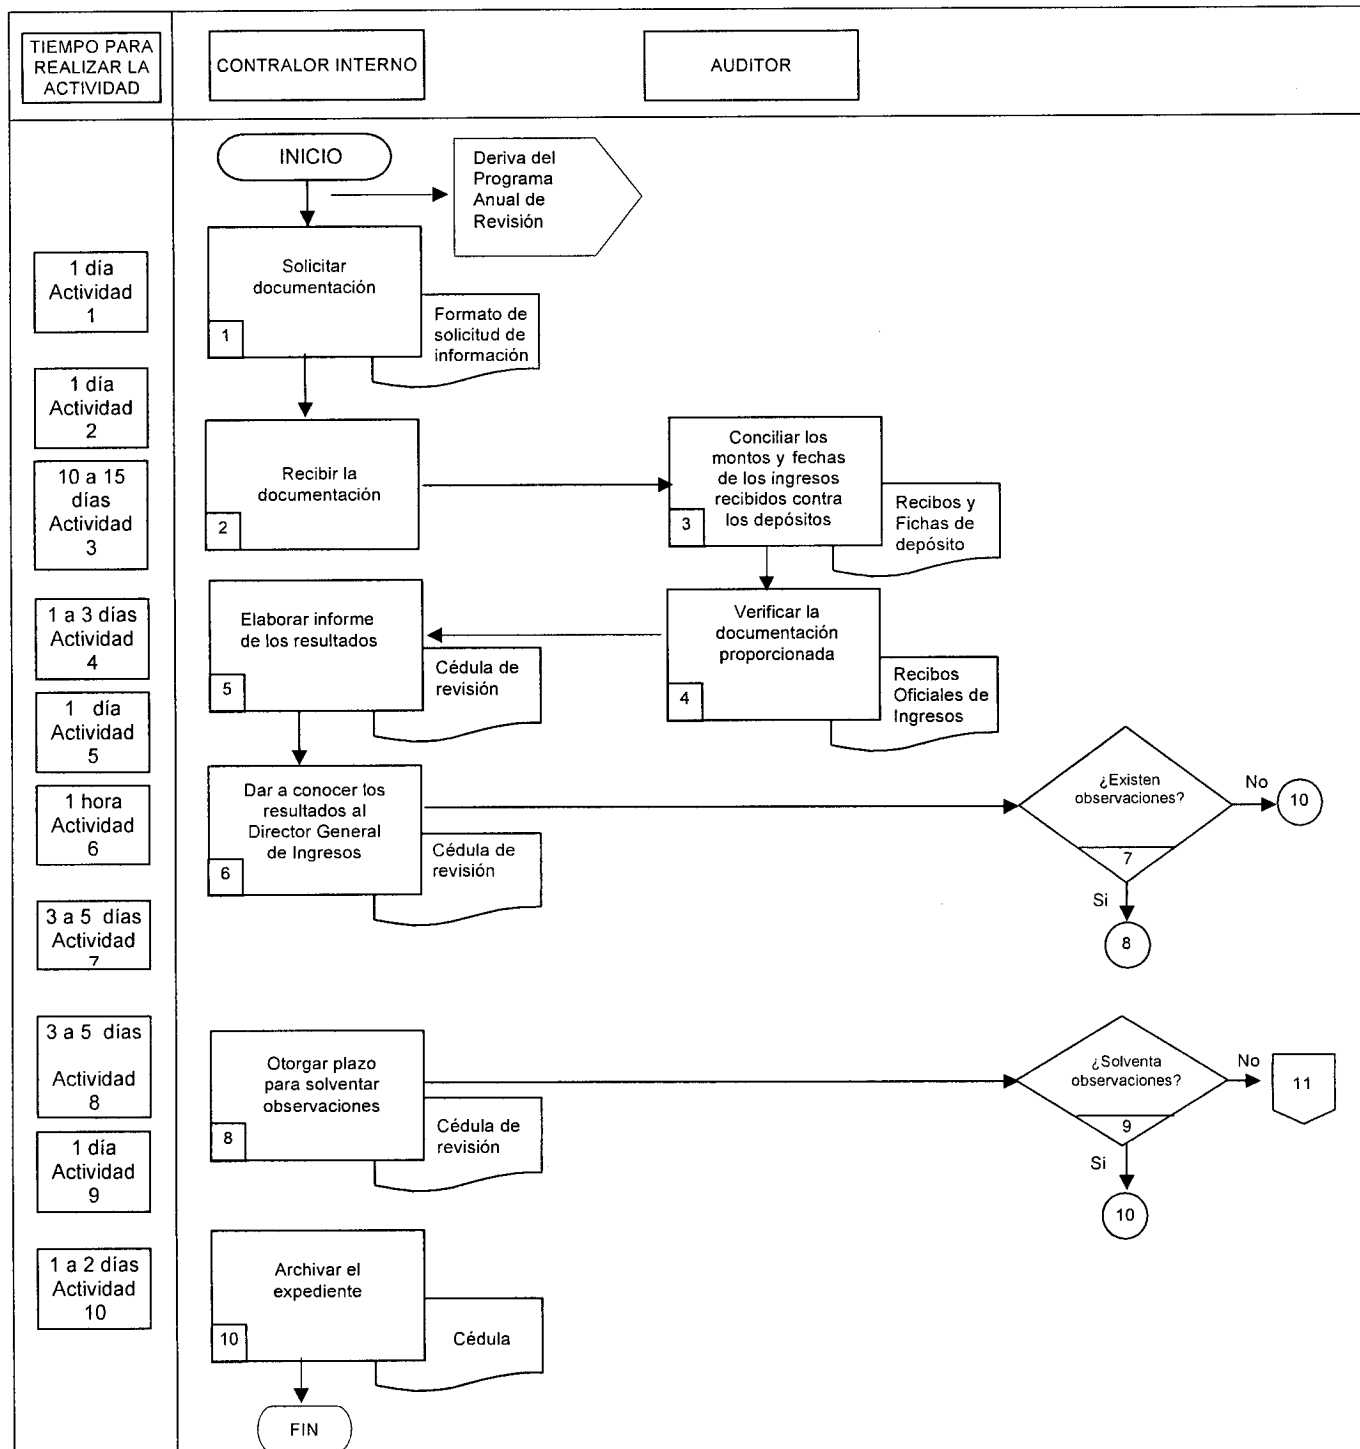 TIEMPO PARA
REALIZAR LA
ACTIVIDAD
CONTRALOR INTERNO
AUDITOR
INICIO
Deriva del
Programa
Anual de
Revisión
1 día
Actividad
1
Solicitar
documentación
1
Formato de
solicitud de
información
1 día
Actividad
2
Recibir la
documentación
2
Conciliar los
montos y fechas
de los ingresos
recibidos contra
los depósitos
3
Recibos y
Fichas de
depósito
10 a 15
días
Actividad
3
1 a 3 días
Actividad
4
Verificar la
documentación
proporcionada
4
Recibos
Oficiales de
Ingresos
Elaborar informe
de los resultados
5
Cédula de
revisión
1 día
Actividad
5
1 hora
Actividad
6
Dar a conocer los
resultados al
Director General
de Ingresos
6
Cédula de
revisión
¿Existen
observaciones?
7
No
10
Si
8
3 a 5 días
Actividad
7
3 a 5 días
Actividad
8
Otorgar plazo
para solventar
observaciones
8
Cédula de
revisión
¿Solventa
observaciones?
9
No
11
Si
10
1 día
Actividad
9
1 a 2 días
Actividad
10
Archivar el
expediente
10
Cédula
FIN